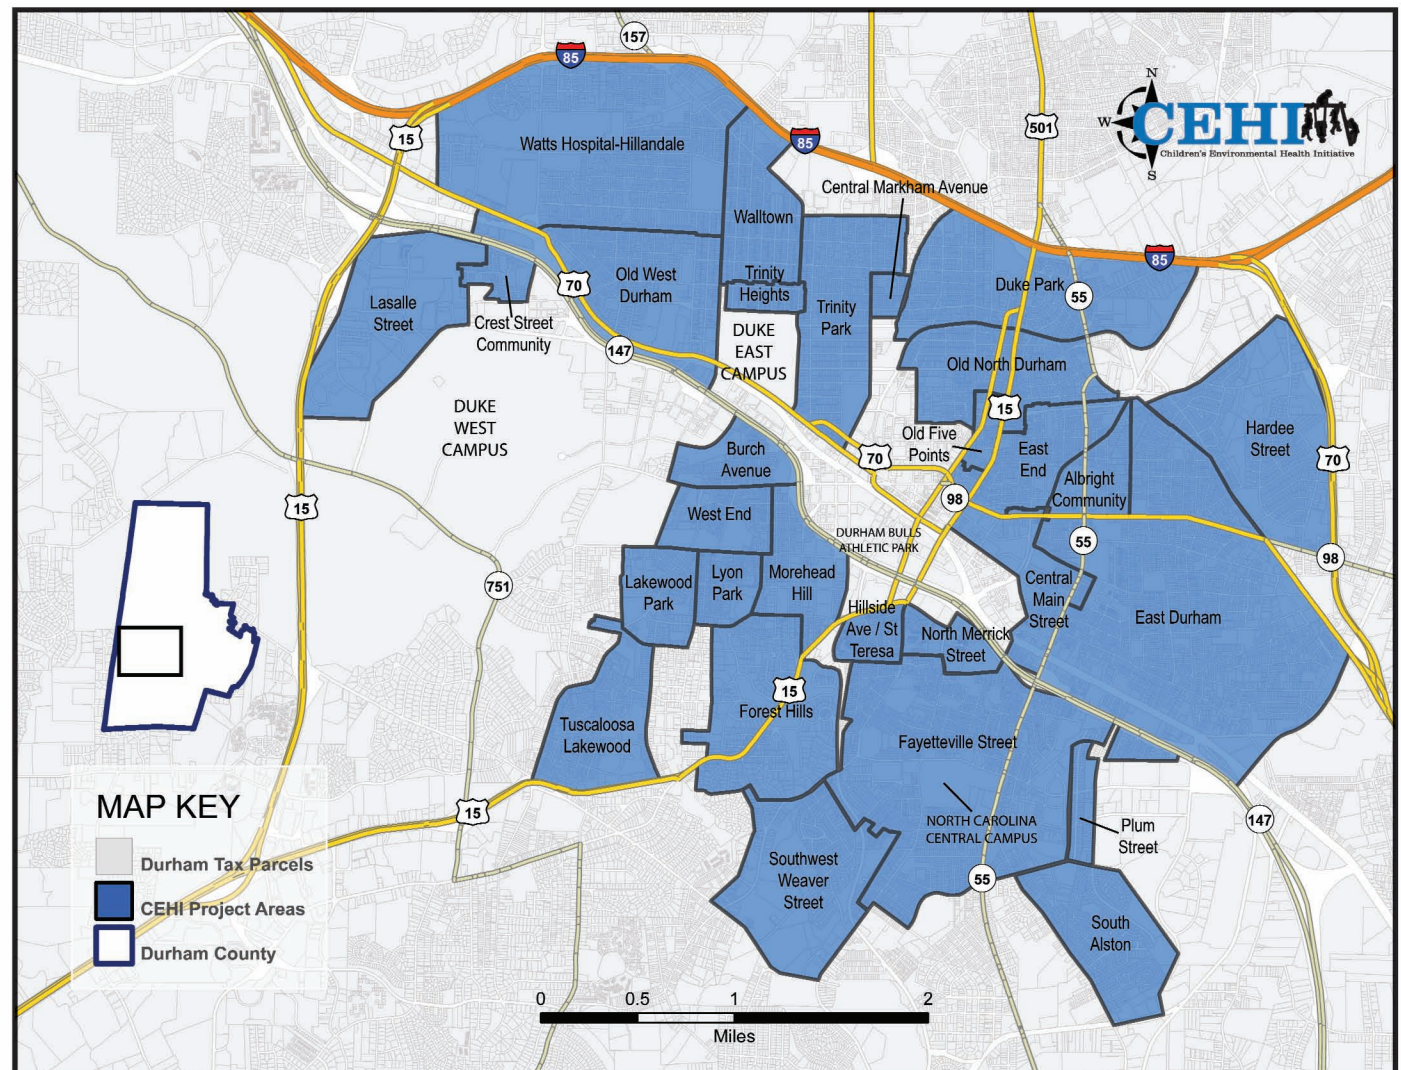 157
85
N
W
CEHI
S
Children's Environmental Health Initiative
15
501
85
Watts Hospital-Hillandale
Central Markham Avenue
Walltown
85
Old West
Durham
Trinity
Heights
70
Duke Park
55
Lasalle
Street
Trinity
Park
Crest Street
Community
DUKE
EAST
CAMPUS
147
Old North Durham
DUKE
WEST
CAMPUS
15
Hardee
Street
Old Five
Points
Burch
Avenue
70
East
End
70
Albright
Community
98
15
West End
DURHAM BULLS
ATHLETIC PARK
55
98
751
Lakewood
Park
Lyon
Park
Morehead
Hill
Central
Main
Street
Hillside
Ave / St
Teresa
North Merrick
Street
East Durham
15
Forest Hills
Tuscaloosa
Lakewood
Fayetteville Street
15
NORTH CAROLINA
CENTRAL CAMPUS
Plum
Street
147
Southwest
Weaver
Street
55
South
Alston
MAP KEY
Durham Tax Parcels
CEHI Project Areas
Durham County
0 0.5 1 2
Miles